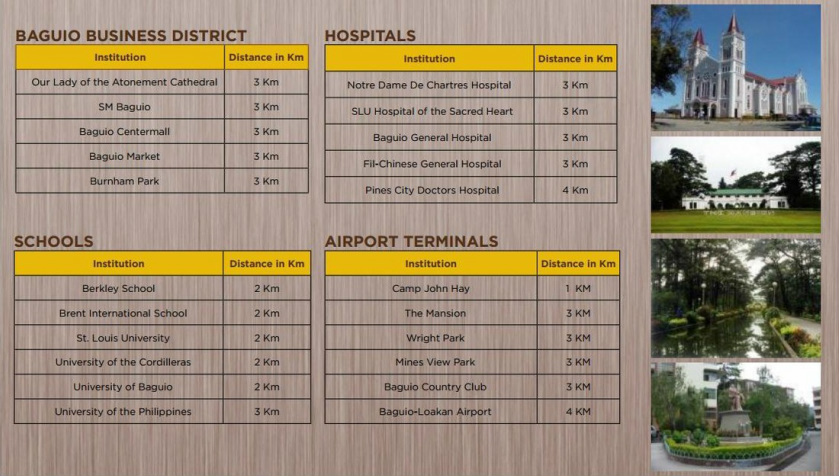 BAGUIO BUSINESS DISTRICT
Institution Distance in Km
Our Lady of the Atonement Cathedral 3 Km
SM Baguio 3 Km
Baguio Centermall 3 Km
Baguio Market 3 Km
Burnham Park 3 Km
HOSPITALS
Institution Distance in Km
Notre Dame De Chartres Hospital 3 Km
SLU Hospital of the Sacred Heart 3 Km
Baguio General Hospital 3 Km
Fil-Chinese General Hospital 3 Km
Pines City Doctors Hospital 4 Km
SCHOOLS
Institution Distance in Km
Berkley School 2 Km
Brent International School 2 Km
St. Louis University 2 Km
University of the Cordilleras 2 Km
University of Baguio 2 Km
University of the Philippines 3 Km
AIRPORT TERMINALS
Institution Distance in Km
Camp John Hay 1 KM
The Mansion 3 KM
Wright Park 3 KM
Mines View Park 3 KM
Baguio Country Club 3 KM
Baguio-Loakan Airport 4 KM
THE MANSION